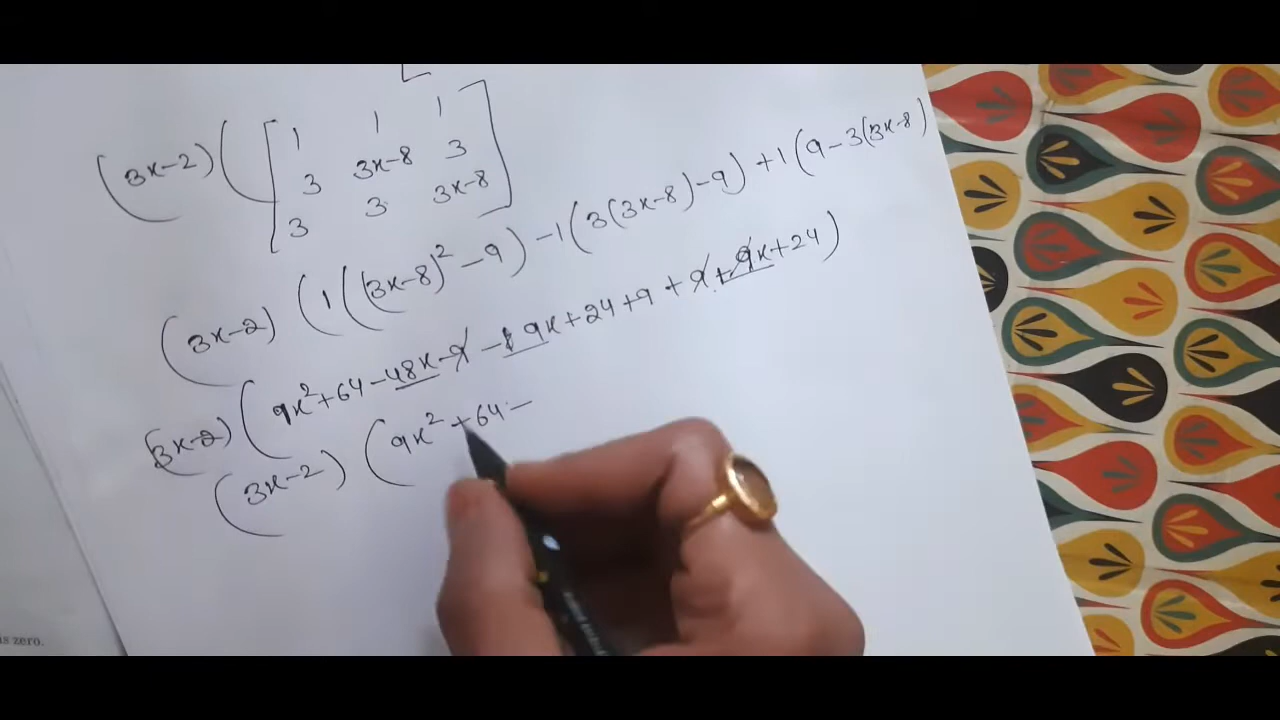 (3x-2) ( [ 1 1 1
3 3x-8 3
3 3 3x-8 ]
(3x-2) (1((3x-8)² -9) -1(3(3x-8)-9) +1(9-3(3x-8)
(3x-2) (9x²+64-48x-9 -9x+24+9+9+9x+24)
(3x-2) (9x²+64-
is zero.